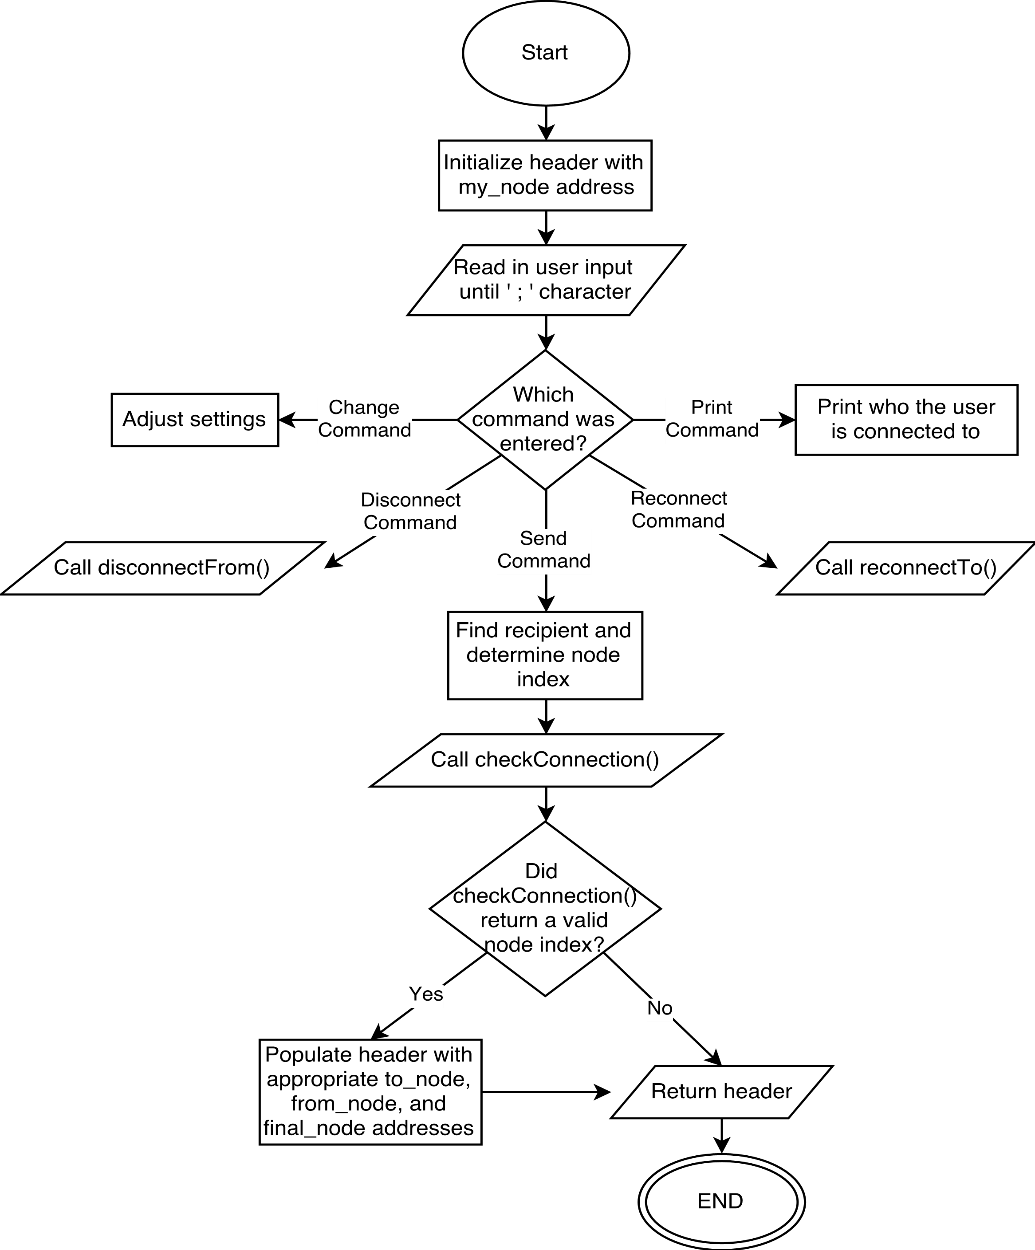 Start
Initialize header with
my_node address
Read in user input
until ' ; ' character
Which
command was
entered?
Change
Command
Adjust settings
Print
Command
Print who the user
is connected to
Disconnect
Command
Call disconnectFrom()
Send
Command
Reconnect
Command
Call reconnectTo()
Find recipient and
determine node
index
Call checkConnection()
Did
checkConnection()
return a valid
node index?
Yes
No
Populate header with
appropriate to_node,
from_node, and
final_node addresses
Return header
END